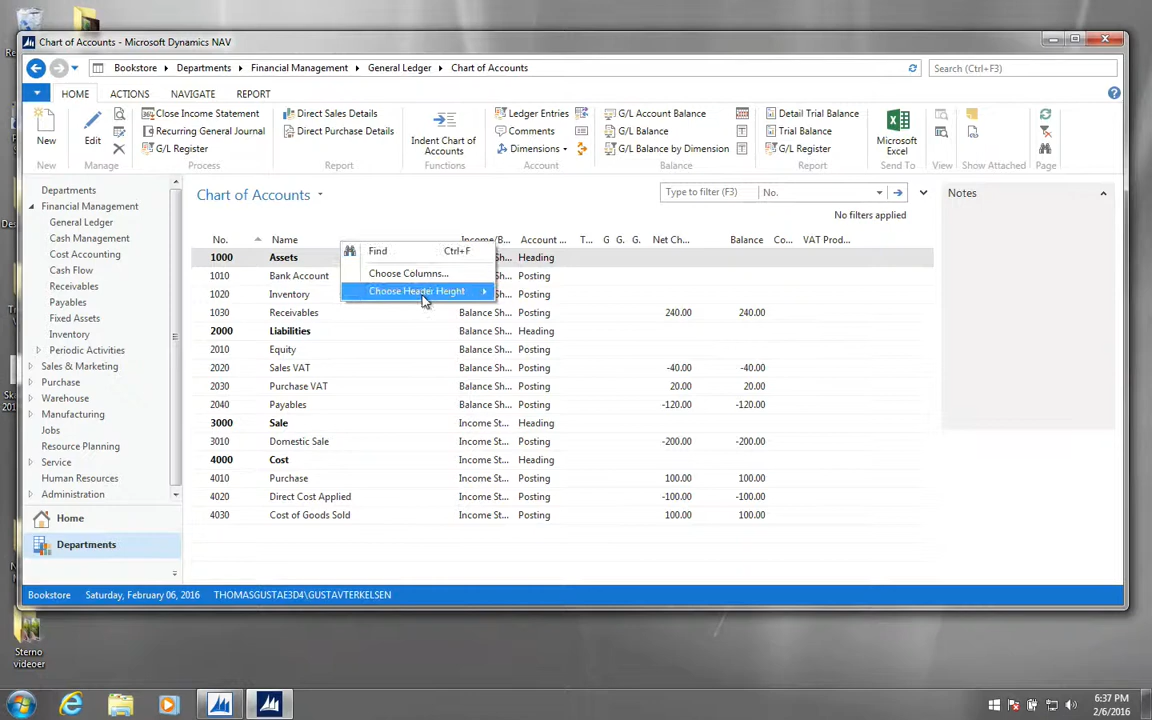 Chart of Accounts - Microsoft Dynamics NAV
Bookstore Departments Financial Management General Ledger Chart of Accounts
Search (Ctrl+F3)
HOME ACTIONS NAVIGATE REPORT
New
New
Edit
Manage
Close Income Statement
Recurring General Journal
G/L Register
Process
Direct Sales Details
Direct Purchase Details
Report
Indent Chart of
Accounts
Functions
Ledger Entries
Comments
Dimensions
Account
G/L Account Balance
G/L Balance
G/L Balance by Dimension
Balance
Detail Trial Balance
Trial Balance
G/L Register
Report
Microsoft
Excel
Send To
View
Show Attached
Page
Departments
Financial Management
General Ledger
Cash Management
Cost Accounting
Cash Flow
Receivables
Payables
Fixed Assets
Inventory
Periodic Activities
Sales & Marketing
Purchase
Warehouse
Manufacturing
Jobs
Resource Planning
Service
Human Resources
Administration
Home
Departments
Chart of Accounts
Type to filter (F3) No.
No filters applied
No. Name Income/B... Account ... T... G G. G. Net Ch... Balance Co... VAT Prod...
1000 Assets Heading
1010 Bank Account Posting
1020 Inventory Posting
1030 Receivables Balance Sh... Posting 240.00 240.00
2000 Liabilities Balance Sh... Heading
2010 Equity Balance Sh... Posting
2020 Sales VAT Balance Sh... Posting -40.00 -40.00
2030 Purchase VAT Balance Sh... Posting 20.00 20.00
2040 Payables Balance Sh... Posting -120.00 -120.00
3000 Sale Income St... Heading
3010 Domestic Sale Income St... Posting -200.00 -200.00
4000 Cost Income St... Heading
4010 Purchase Income St... Posting 100.00 100.00
4020 Direct Cost Applied Income St... Posting -100.00 -100.00
4030 Cost of Goods Sold Income St... Posting 100.00 100.00
Find Ctrl+F
Choose Columns...
Choose Header Height
Notes
Bookstore Saturday, February 06, 2016 THOMASGUSTAE3D4\GUSTAVTERKELSEN
Sterno
videoer
6:37 PM
2/6/2016